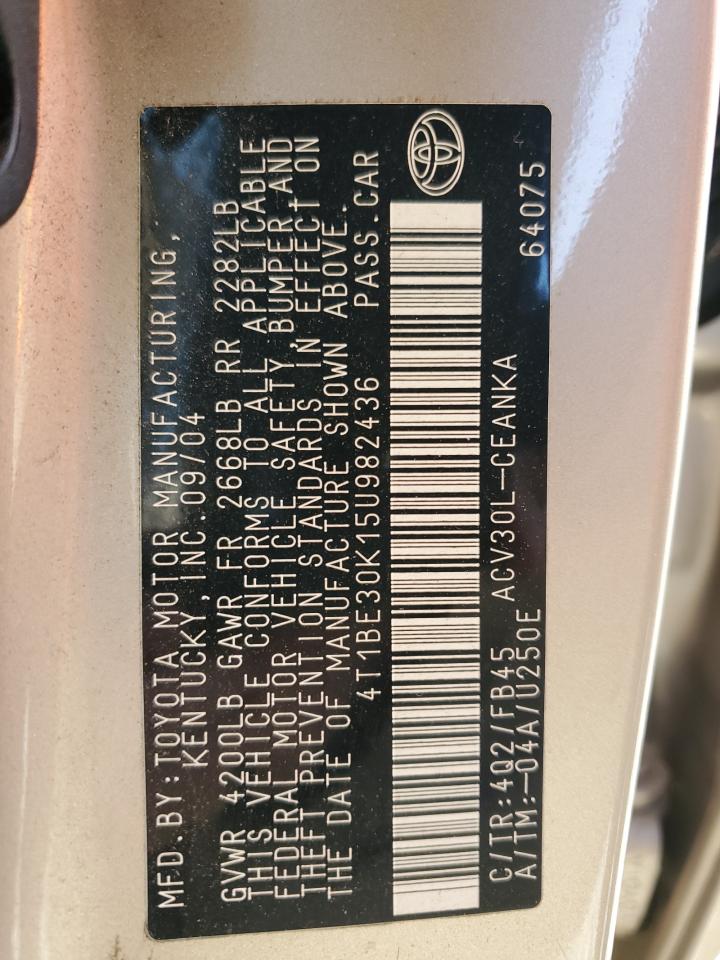 MFD.BY:TOYOTA MOTOR MANUFACTURING,
KENTUCKY,INC.09/04
GVWR 4200LB GAWR FR 2668LB RR 2282LB
THIS VEHICLE CONFORMS TO ALL APPLICABLE
FEDERAL MOTOR VEHICLE SAFETY,BUMPER,AND
THEFT PREVENTION STANDARDS IN EFFECT ON
THE DATE OF MANUFACTURE SHOWN ABOVE.
4T1BE30K15U982436 PASS.CAR
C/TR:4Q2/FB45 ACV30L-CEANKA
A/TM:-04A/U250E 64075